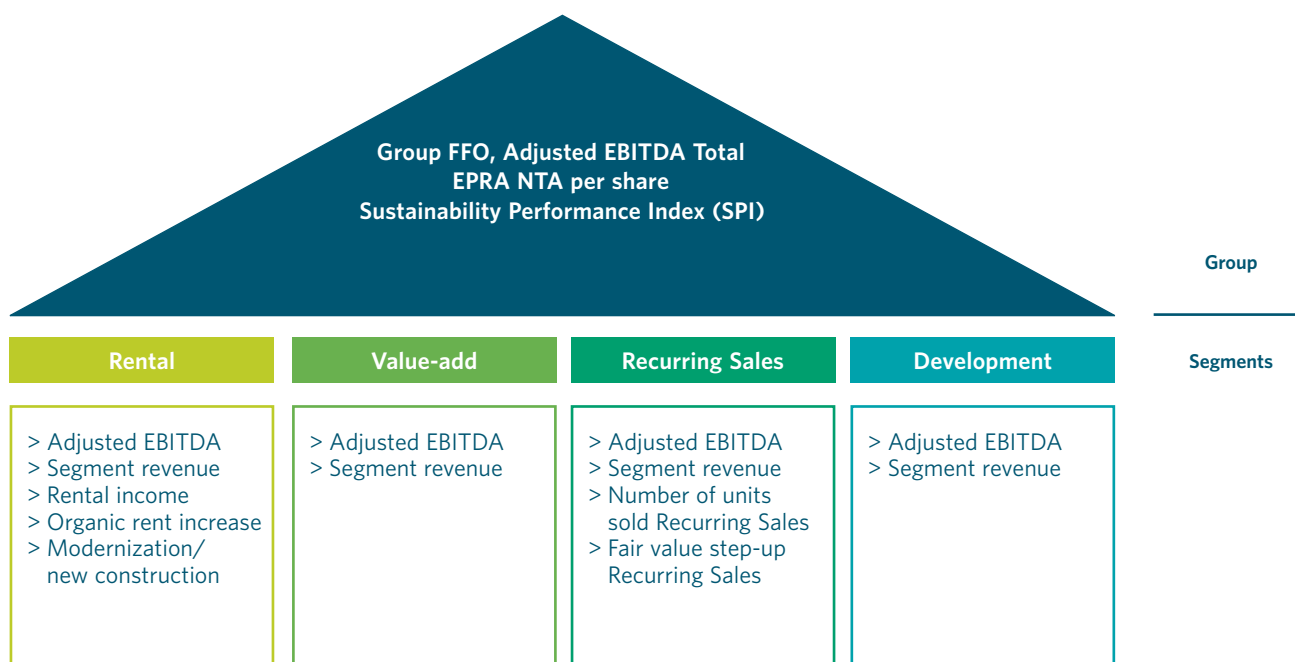 Group FFO, Adjusted EBITDA Total
EPRA NTA per share
Sustainability Performance Index (SPI)
Group
Rental
Value-add
Recurring Sales
Development
Segments
> Adjusted EBITDA
> Segment revenue
> Rental income
> Organic rent increase
> Modernization/
new construction
> Adjusted EBITDA
> Segment revenue
> Adjusted EBITDA
> Segment revenue
> Number of units
sold Recurring Sales
> Fair value step-up
Recurring Sales
> Adjusted EBITDA
> Segment revenue